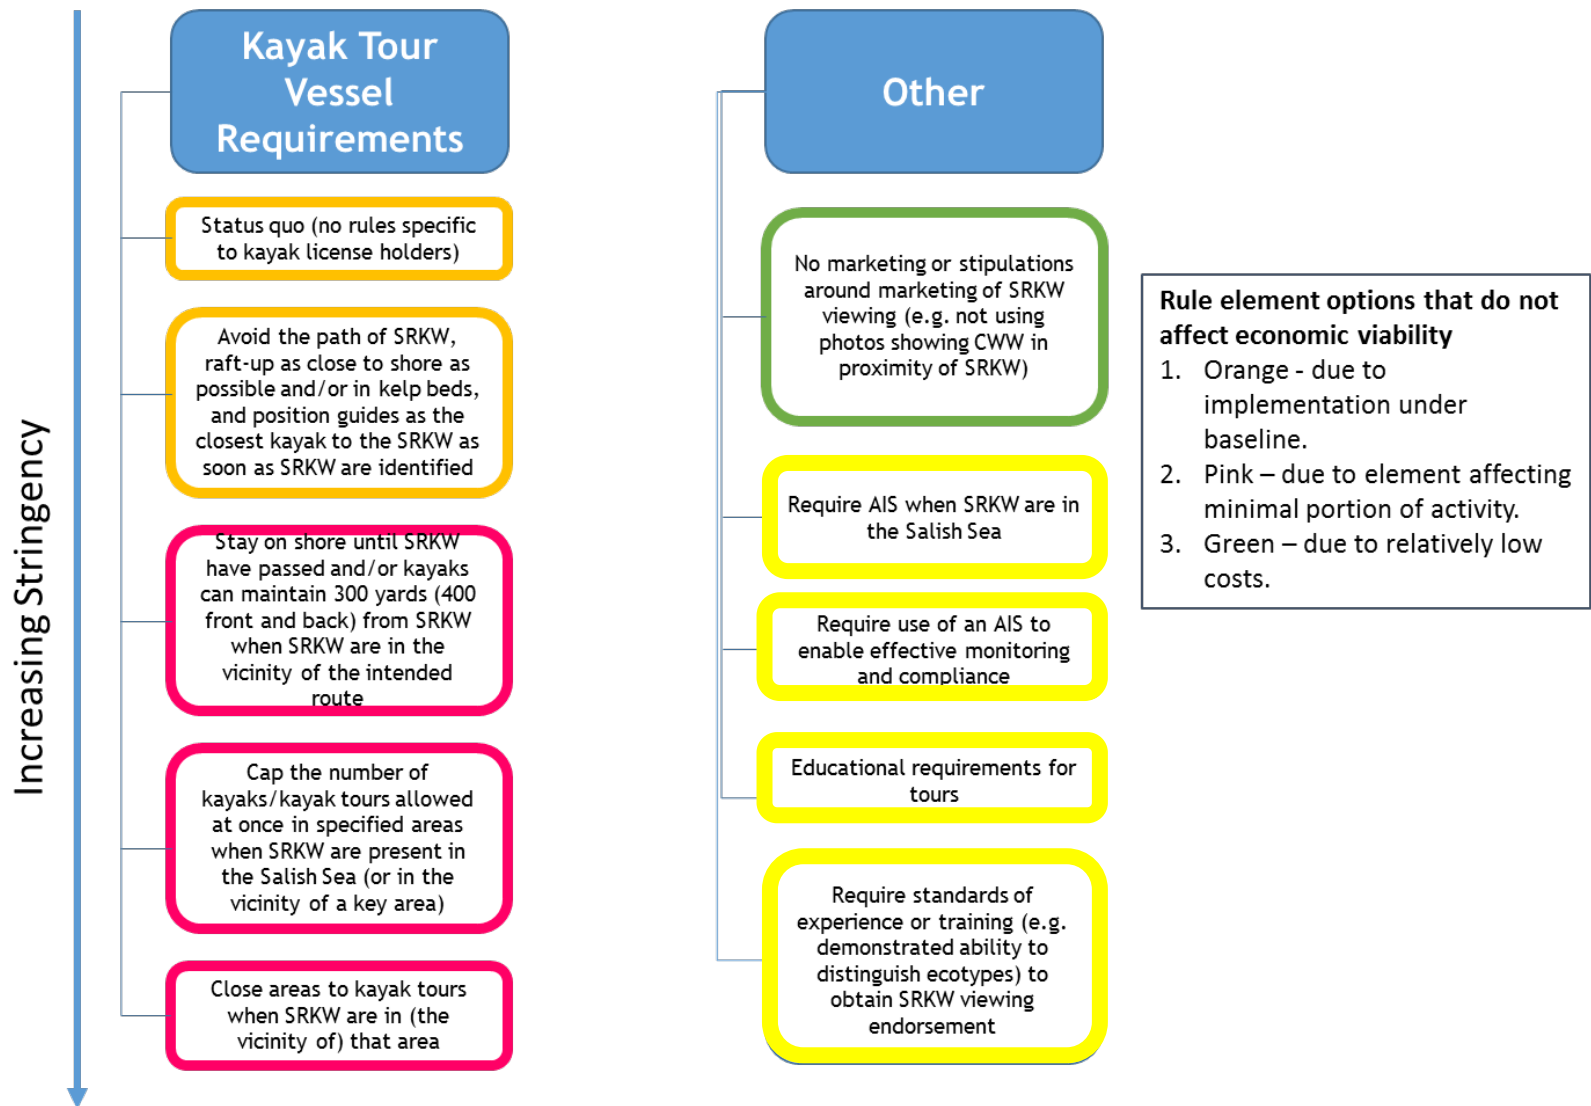 Increasing Stringency
Kayak Tour
Vessel
Requirements
Status quo (no rules specific
to kayak license holders)
Avoid the path of SRKW,
raft-up as close to shore as
possible and/or in kelp beds,
and position guides as the
closest kayak to the SRKW as
soon as SRKW are identified
Stay on shore until SRKW
have passed and/or kayaks
can maintain 300 yards (400
front and back) from SRKW
when SRKW are in the
vicinity of the intended
route
Cap the number of
kayaks/kayak tours allowed
at once in specified areas
when SRKW are present in
the Salish Sea (or in the
vicinity of a key area)
Close areas to kayak tours
when SRKW are in (the
vicinity of) that area
Other
No marketing or stipulations
around marketing of SRKW
viewing (e.g. not using
photos showing CWW in
proximity of SRKW)
Require AIS when SRKW are in
the Salish Sea
Require use of an AIS to
enable effective monitoring
and compliance
Educational requirements for
tours
Require standards of
experience or training (e.g.
demonstrated ability to
distinguish ecotypes) to
obtain SRKW viewing
endorsement
Rule element options that do not
affect economic viability
1. Orange - due to
implementation under
baseline.
2. Pink – due to element affecting
minimal portion of activity.
3. Green – due to relatively low
costs.